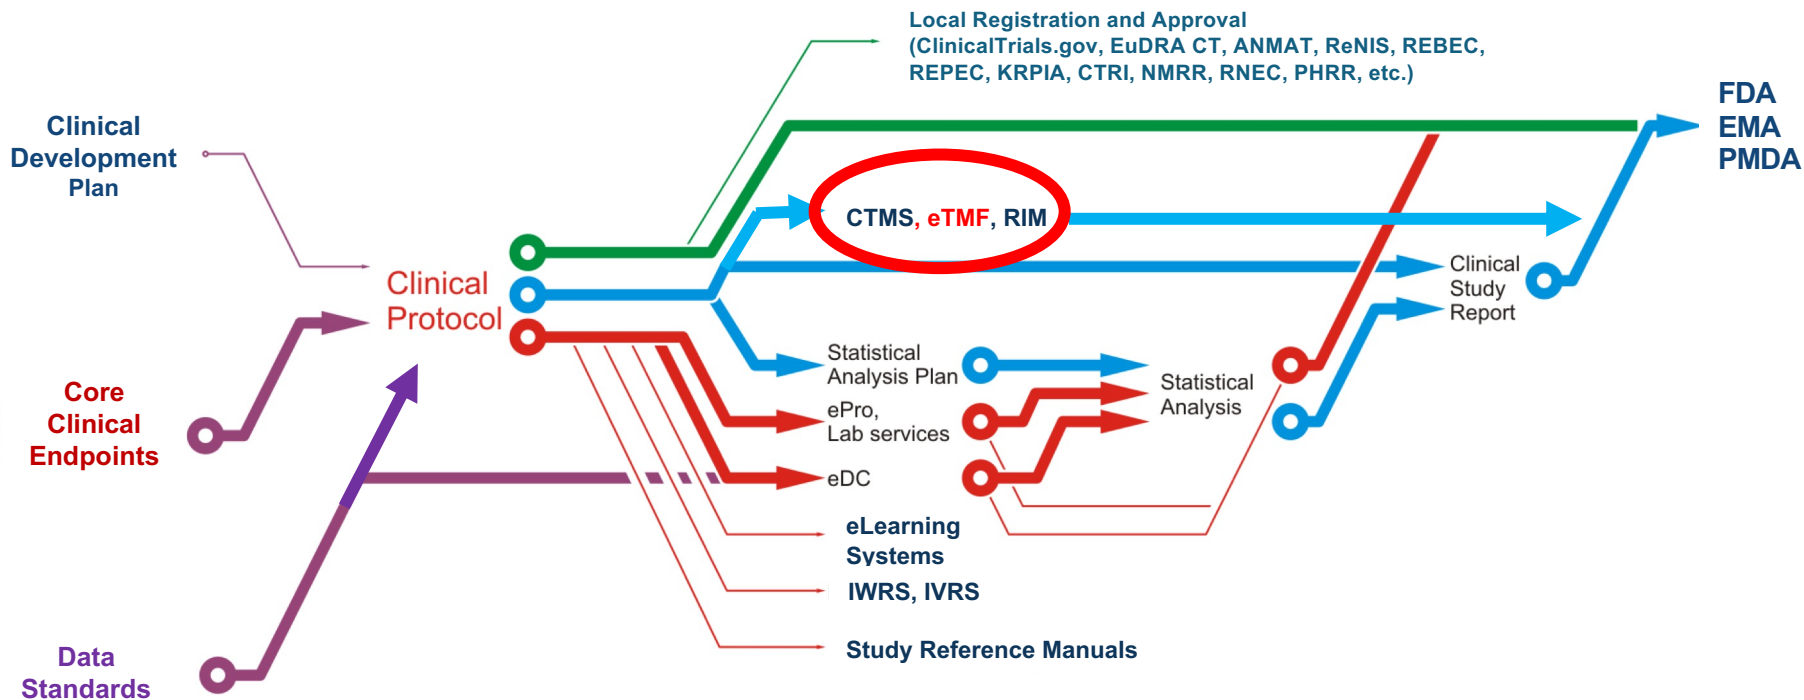 Local Registration and Approval
(ClinicalTrials.gov, EuDRA CT, ANMAT, ReNIS, REBEC,
REPEC, KRPIA, CTRI, NMRR, RNEC, PHRR, etc.)
FDA
EMA
PMDA
Clinical
Development
Plan
CTMS, eTMF, RIM
Clinical
Protocol
Clinical
Study
Report
Core
Clinical
Endpoints
Statistical
Analysis Plan
ePro,
Lab services
eDC
Statistical
Analysis
eLearning
Systems
IWRS, IVRS
Study Reference Manuals
Data
Standards